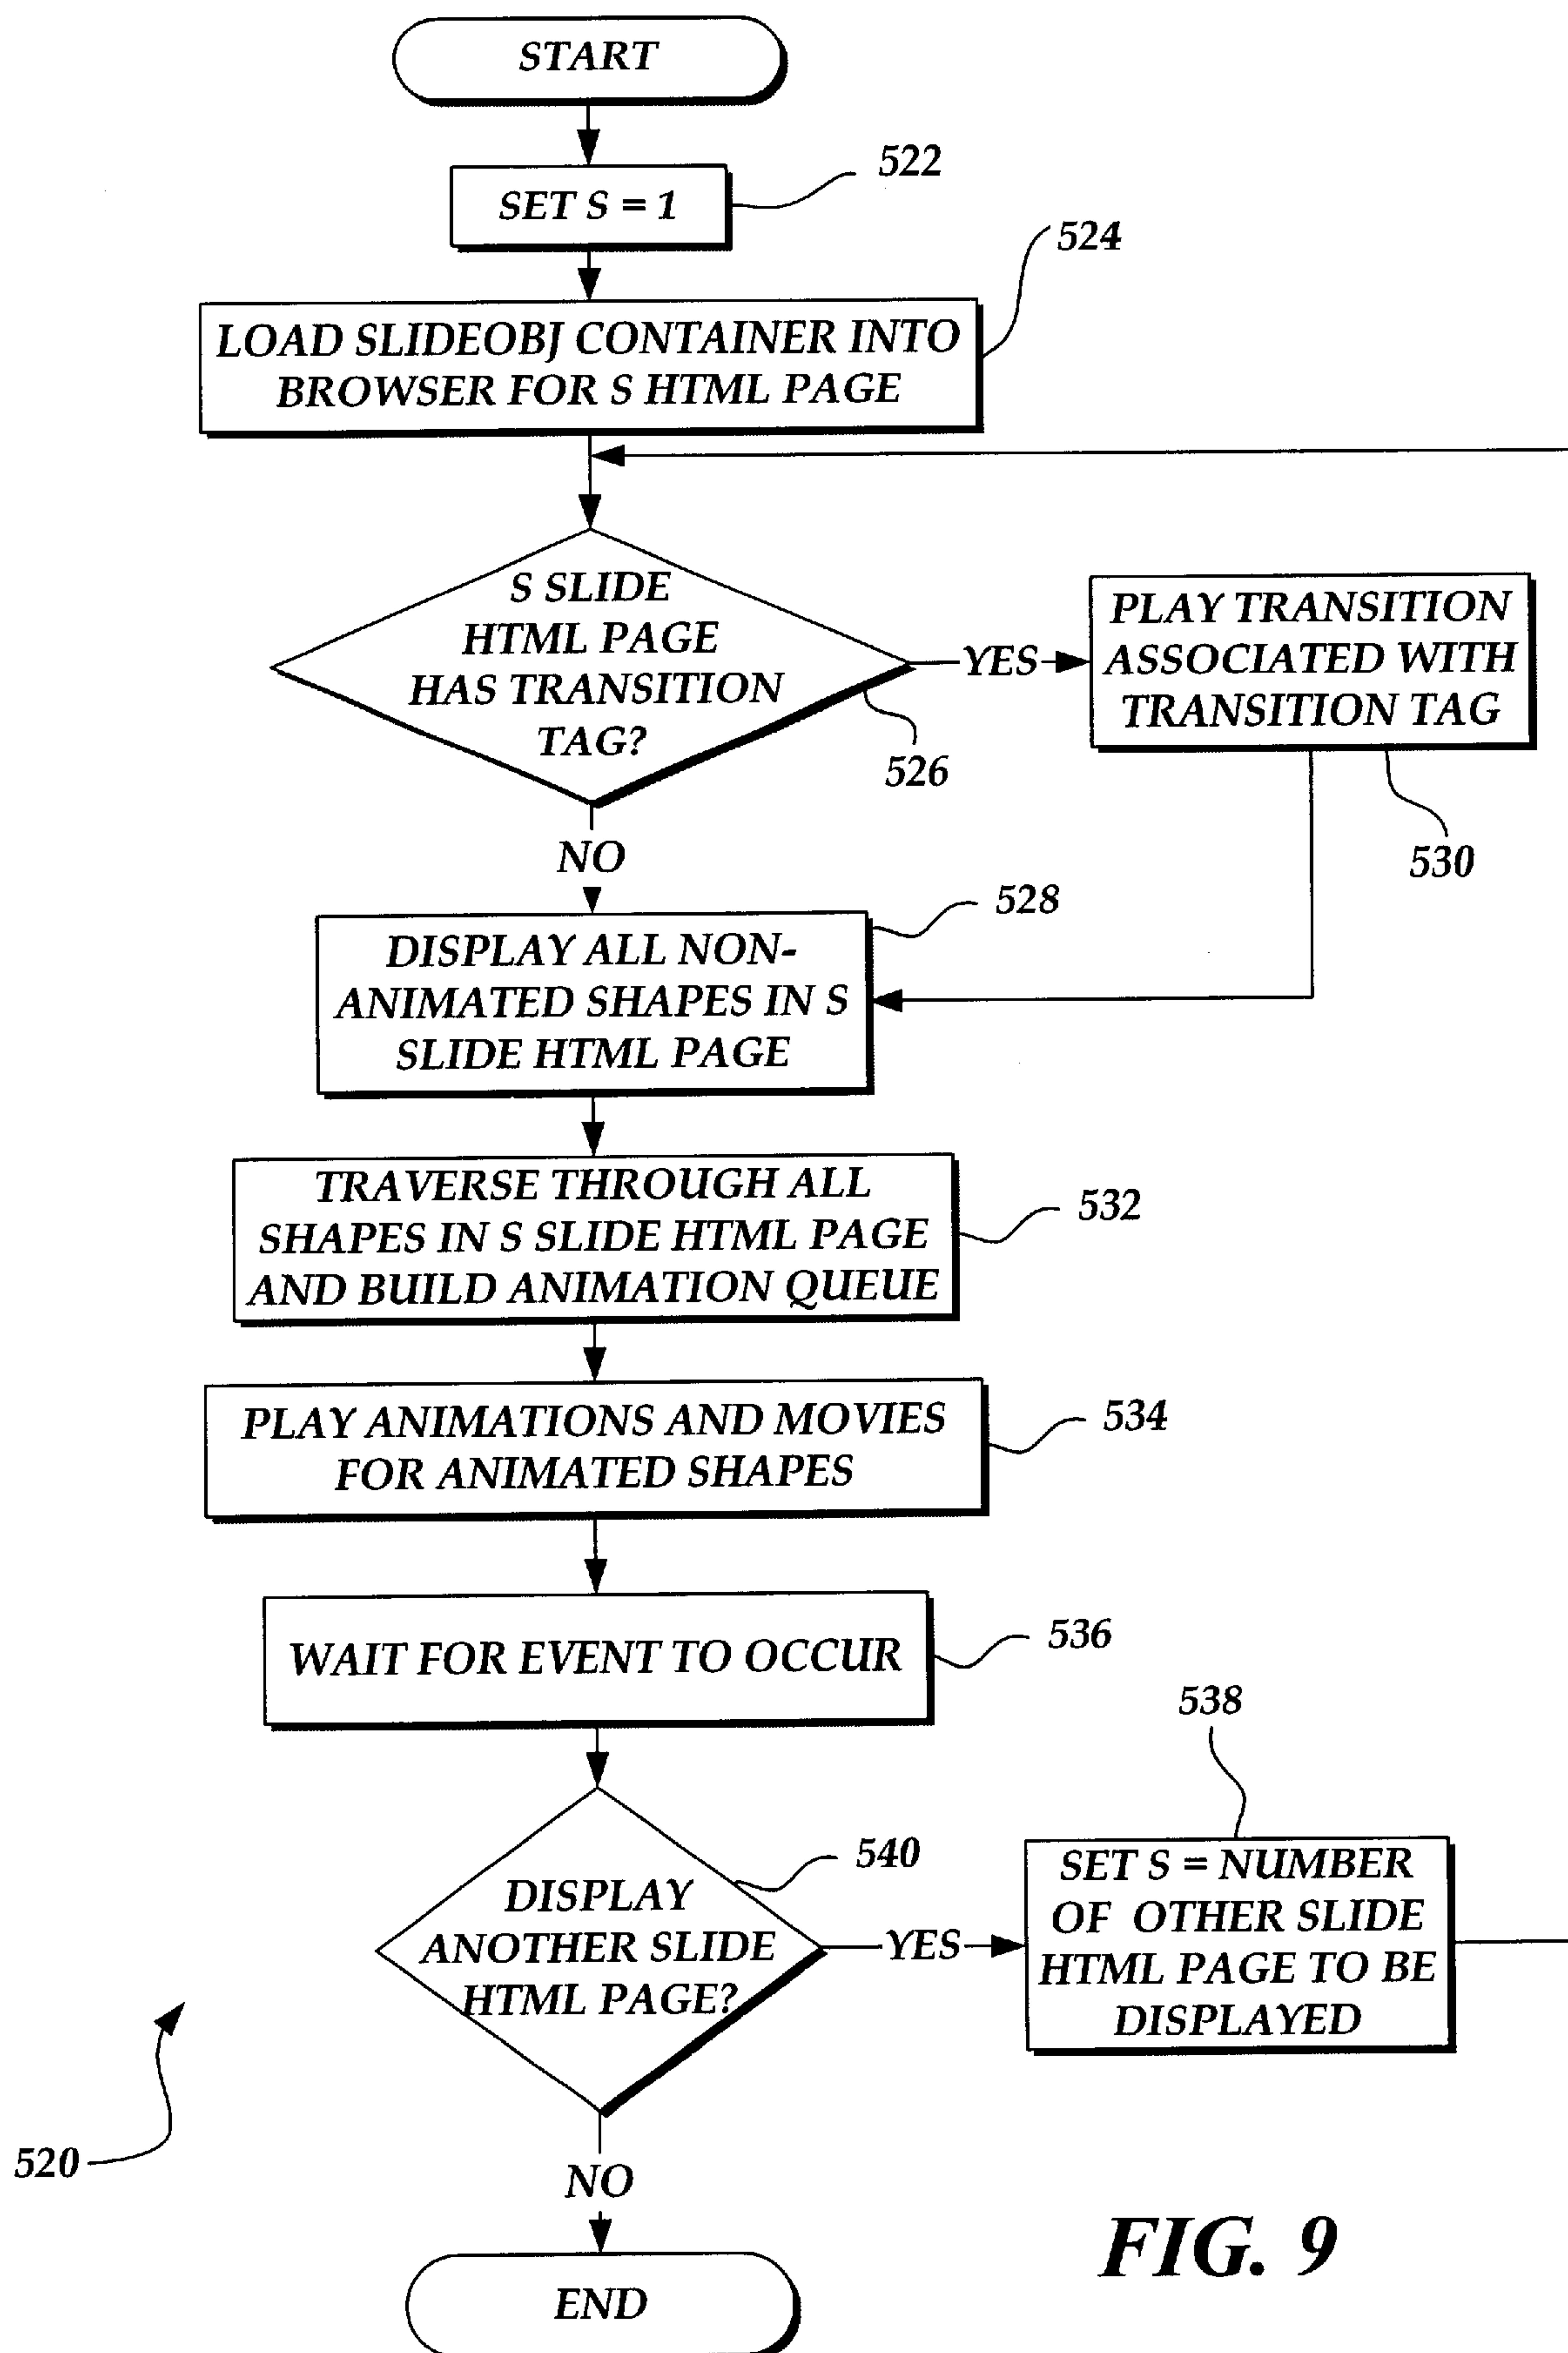 START
522
SET S = 1
524
LOAD SLIDEOBJ CONTAINER INTO
BROWSER FOR S HTML PAGE
S SLIDE
HTML PAGE
HAS TRANSITION
TAG?
526
YES
PLAY TRANSITION
ASSOCIATED WITH
TRANSITION TAG
530
NO
528
DISPLAY ALL NON-
ANIMATED SHAPES IN S
SLIDE HTML PAGE
TRAVERSE THROUGH ALL
SHAPES IN S SLIDE HTML PAGE
AND BUILD ANIMATION QUEUE
532
PLAY ANIMATIONS AND MOVIES
FOR ANIMATED SHAPES
534
WAIT FOR EVENT TO OCCUR
536
538
540
DISPLAY
ANOTHER SLIDE
HTML PAGE?
YES
SET S = NUMBER
OF OTHER SLIDE
HTML PAGE TO BE
DISPLAYED
520
NO
END
FIG. 9